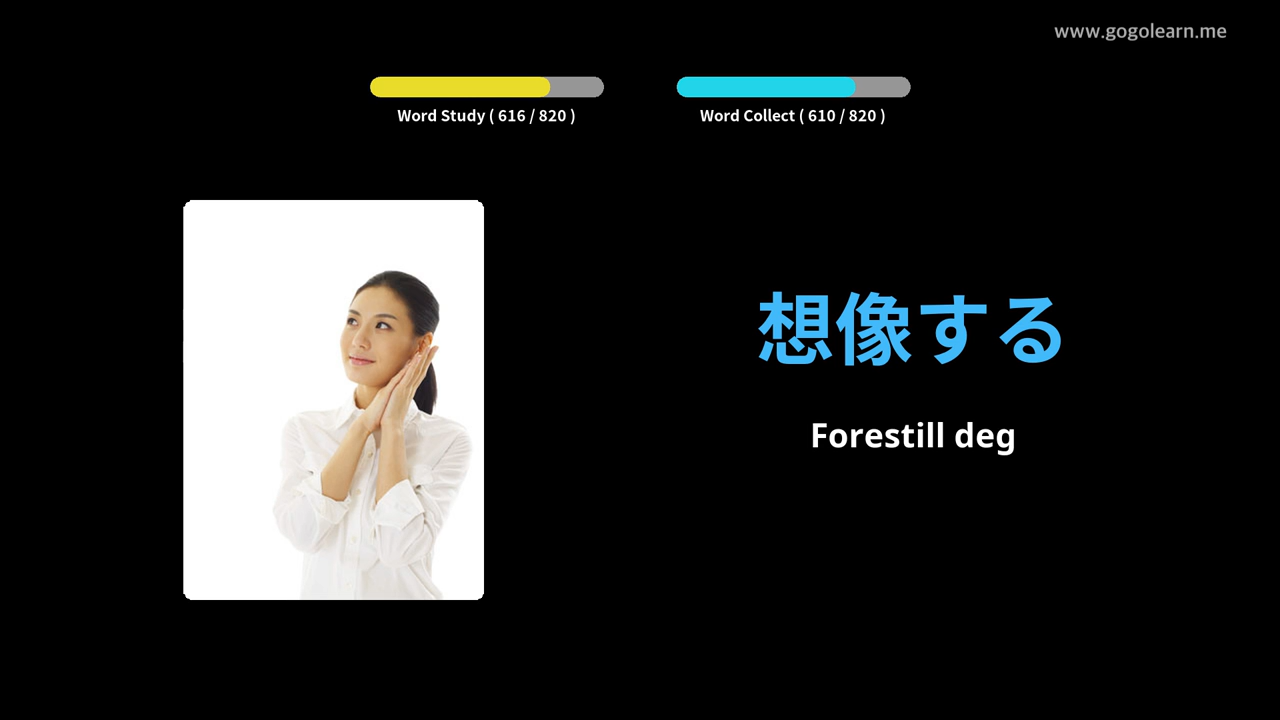 www.gogolearn.me
Word Study ( 616 / 820 )
Word Collect ( 610 / 820 )
想像する
Forestill deg